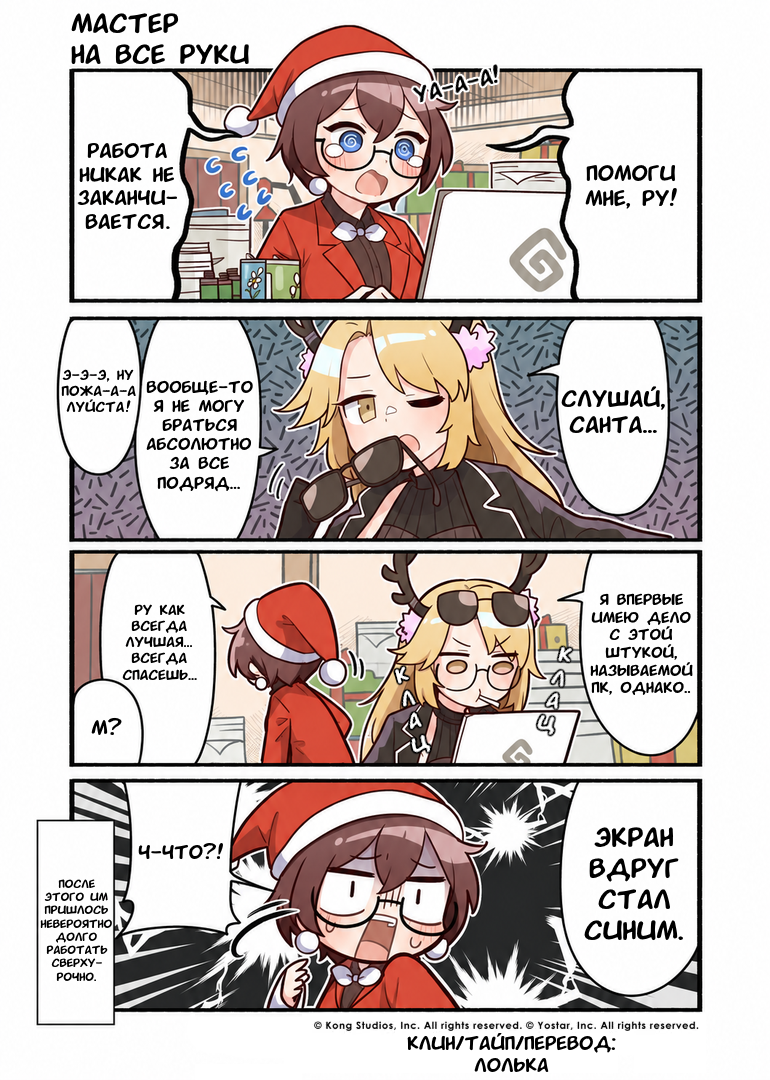 МАСТЕР
НА ВСЕ РУКИ
УА-А-А!
ПОМОГИ
МНЕ, РУ!
РАБОТА
НИКАК НЕ
ЗАКАНЧИ-
ВАЕТСЯ.
СЛУШАЙ,
САНТА...
ВООБЩЕ-ТО
Я НЕ МОГУ
БРАТЬСЯ
АБСОЛЮТНО
ЗА ВСЕ
ПОДРЯД...
Э-Э-Э, НУ
ПОЖА-А-А
ЛУЙСТА!
Я ВПЕРВЫЕ
ИМЕЮ ДЕЛО
С ЭТОЙ
ШТУКОЙ,
НАЗЫВАЕМОЙ
ПК, ОДНАКО..
КЛАЦ
КЛАЦ
РУ КАК
ВСЕГДА
ЛУЧШАЯ...
ВСЕГДА
СПАСЕШЬ...
М?
ЭКРАН
ВДРУГ
СТАЛ
СИНИМ.
Ч-ЧТО?!
ПОСЛЕ
ЭТОГО ИМ
ПРИШЛОСЬ
НЕВЕРОЯТНО
ДОЛГО
РАБОТАТЬ
СВЕРХУ-
РОЧНО.
© Kong Studios, Inc. All rights reserved. © Yostar, Inc. All rights reserved.
КЛИН/ТАЙП/ПЕРЕВОД:
ЛОЛЬКА